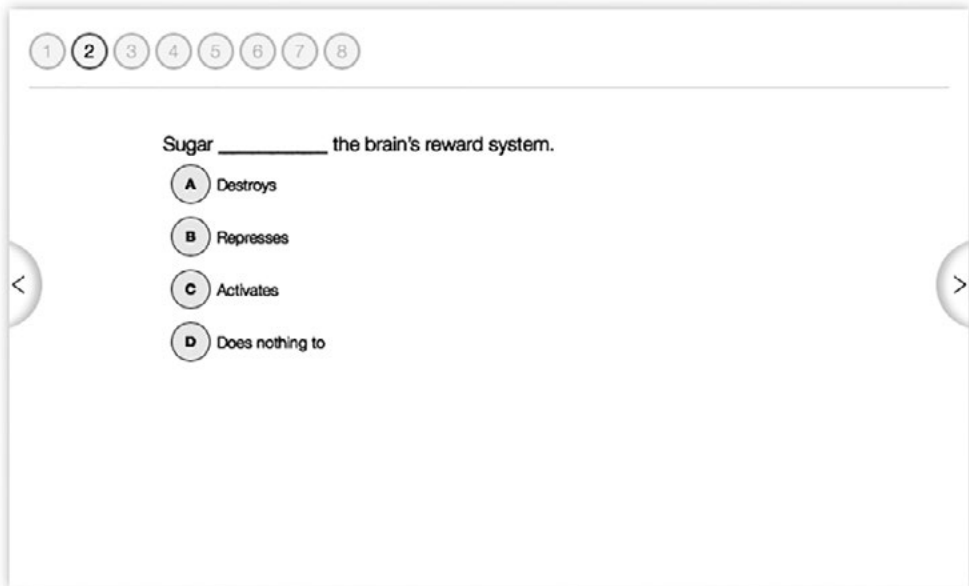 1 2 3 4 5 6 7 8
Sugar __________ the brain's reward system.
A Destroys
B Represses
C Activates
D Does nothing to
< >